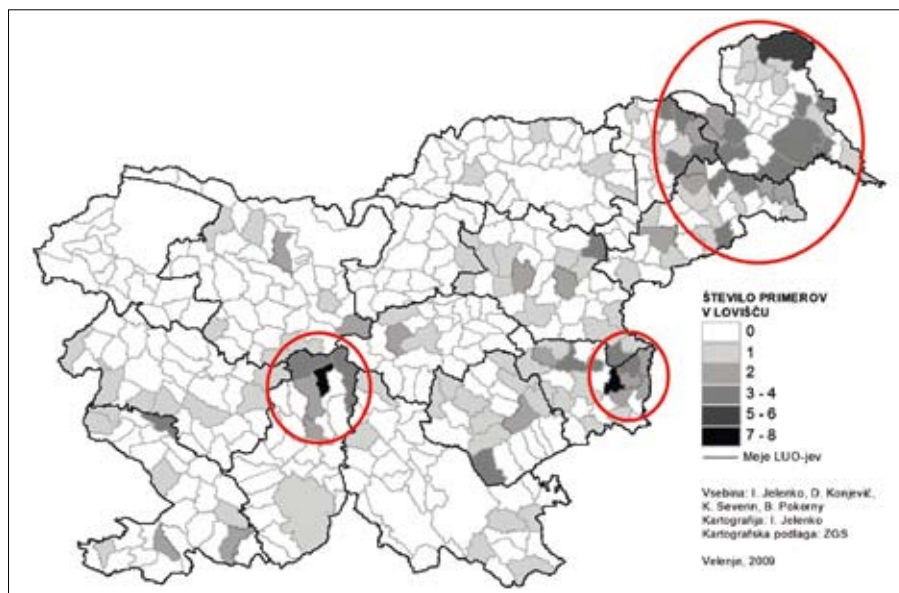 ŠTEVILO PRIMEROV
V LOVIŠČU
0
1
2
3 - 4
5 - 6
7 - 8
Meje LUO-jev
Vsebina: I. Jelenko, D. Konjevič,
K. Severin, B. Pokorny
Kartografija: I. Jelenko
Kartografska podlaga: ZGS
Velenje, 2009